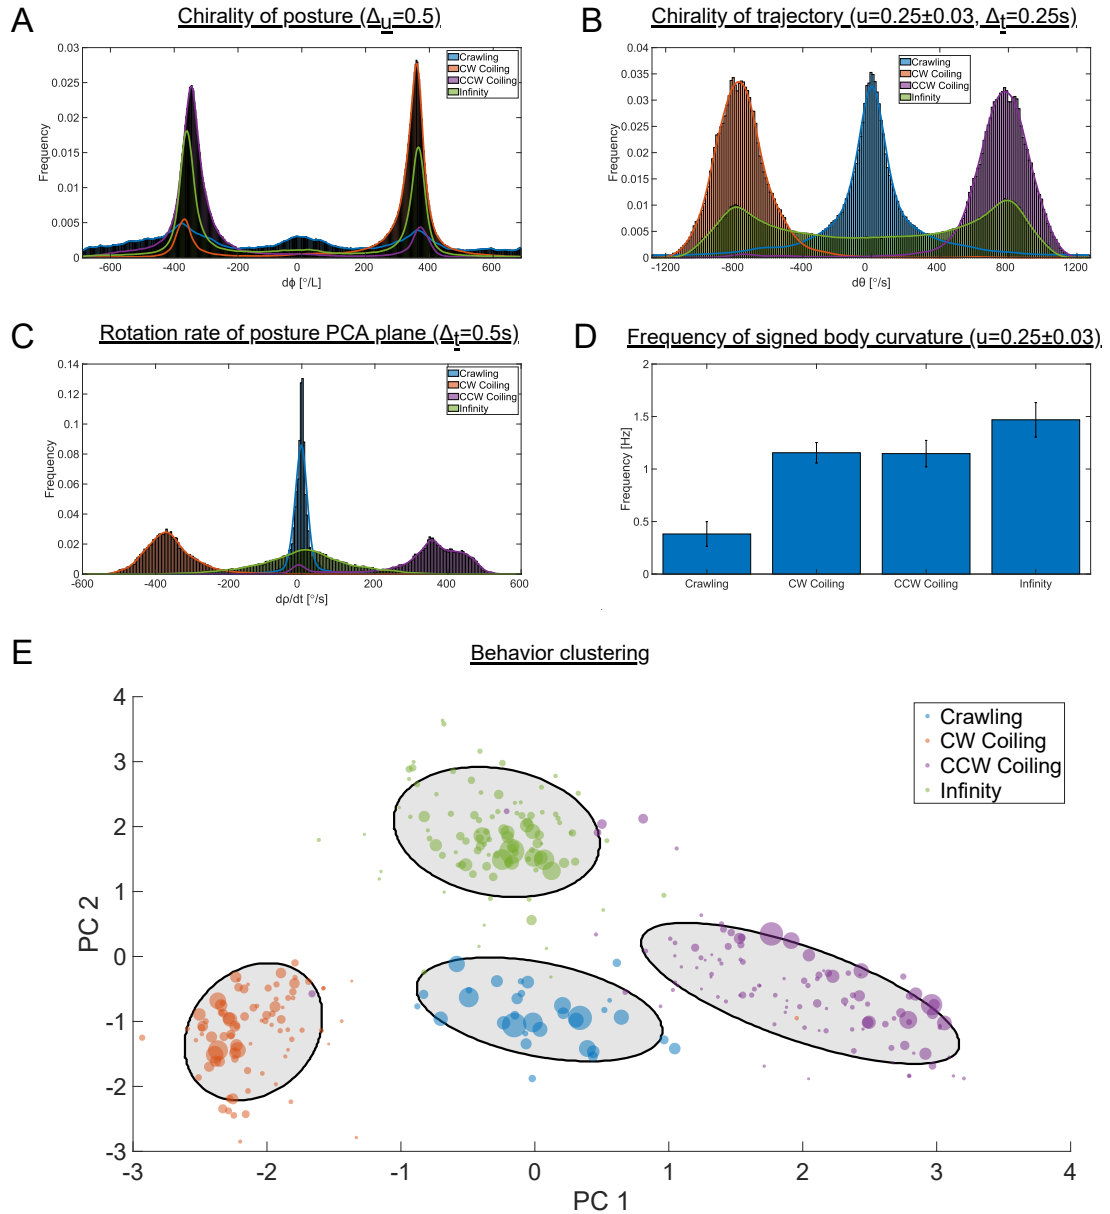 A
Chirality of posture (Δu=0.5)
0.03
0.025
0.02
0.015
0.01
0.005
0
Frequency
-600
-400
-200
0
200
400
600
dϕ [°/L]
Crawling
CW Coiling
CCW Coiling
Infinity
B
Chirality of trajectory (u=0.25±0.03, Δt=0.25s)
0.04
0.035
0.03
0.025
0.02
0.015
0.01
0.005
0
Frequency
-1200
-800
-400
0
400
800
1200
dθ [°/s]
Crawling
CW Coiling
CCW Coiling
Infinity
C
Rotation rate of posture PCA plane (Δt=0.5s)
0.14
0.12
0.1
0.08
0.06
0.04
0.02
0
Frequency
-600
-400
-200
0
200
400
600
dρ/dt [°/s]
Crawling
CW Coiling
CCW Coiling
Infinity
D
Frequency of signed body curvature (u=0.25±0.03)
2
1.5
1
0.5
0
Frequency [Hz]
Crawling
CW Coiling
CCW Coiling
Infinity
E
Behavior clustering
4
3
2
1
0
-1
-2
-3
PC 2
-3
-2
-1
0
1
2
3
4
PC 1
Crawling
CW Coiling
CCW Coiling
Infinity